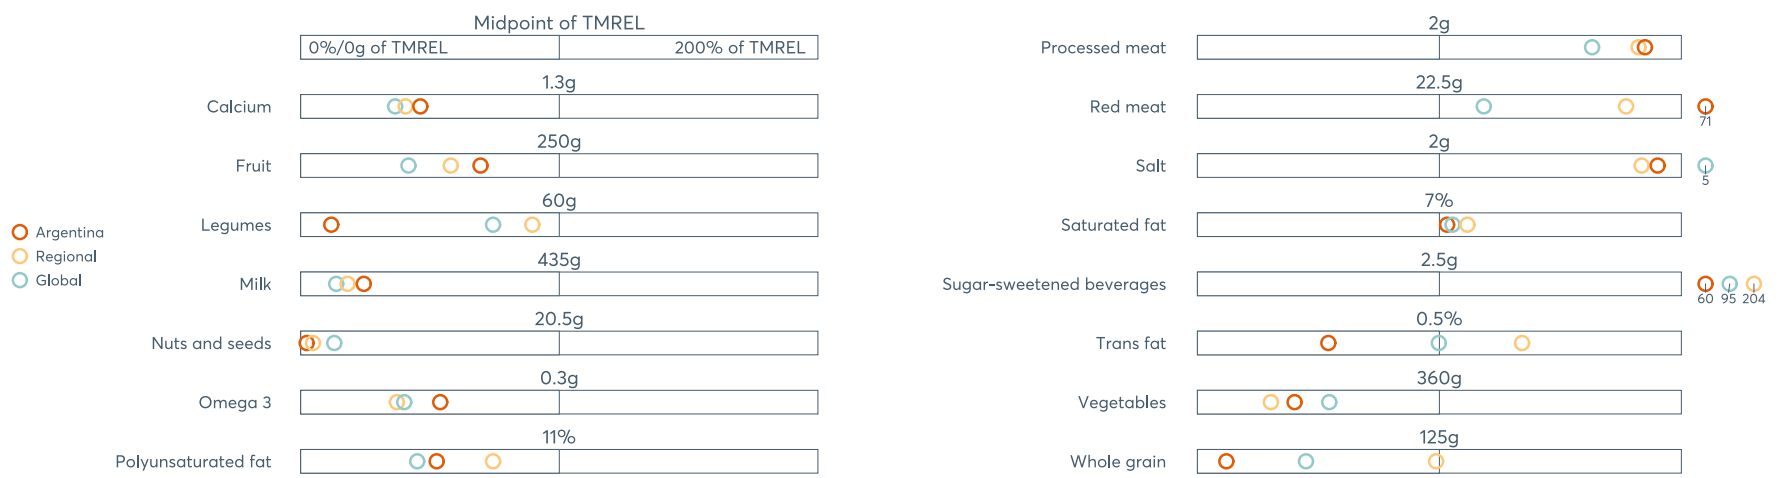 Midpoint of TMREL
0%/0g of TMREL
200% of TMREL
1.3g
Calcium
250g
Fruit
60g
Legumes
435g
Milk
20.5g
Nuts and seeds
0.3g
Omega 3
11%
Polyunsaturated fat
Argentina
Regional
Global
2g
Processed meat
22.5g
Red meat
71
2g
Salt
5
7%
Saturated fat
2.5g
Sugar-sweetened beverages
60 95 204
0.5%
Trans fat
360g
Vegetables
125g
Whole grain